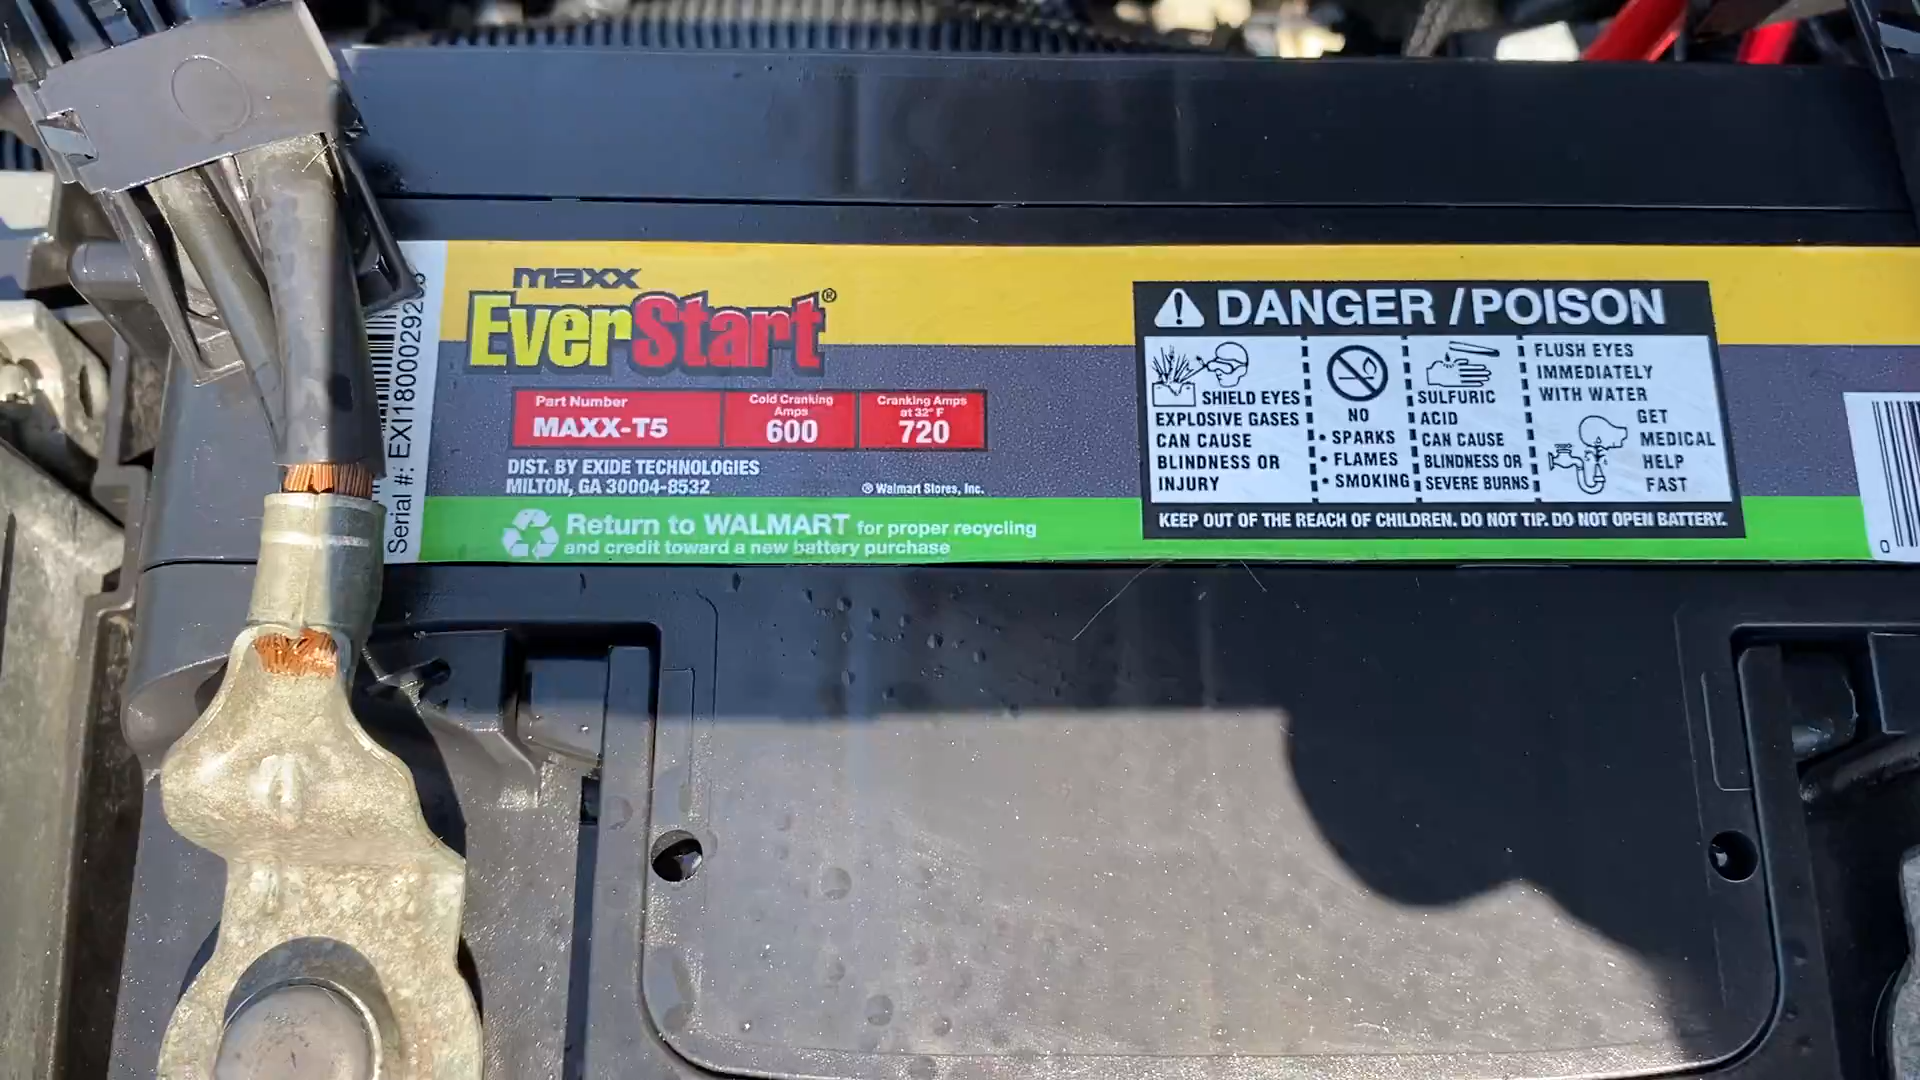 maxx
EverStart®
Part Number
MAXX-T5
Cold Cranking
Amps
600
Cranking Amps
at 32° F
720
DIST. BY EXIDE TECHNOLOGIES
MILTON, GA 30004-8532
® Walmart Stores, Inc.
Return to WALMART for proper recycling
and credit toward a new battery purchase
Serial #: EXI180002920
DANGER/POISON
SHIELD EYES
EXPLOSIVE GASES
CAN CAUSE
BLINDNESS OR
INJURY
NO
• SPARKS
• FLAMES
• SMOKING
SULFURIC
ACID
CAN CAUSE
BLINDNESS OR
SEVERE BURNS
FLUSH EYES
IMMEDIATELY
WITH WATER
GET
MEDICAL
HELP
FAST
KEEP OUT OF THE REACH OF CHILDREN. DO NOT TIP. DO NOT OPEN BATTERY.
0